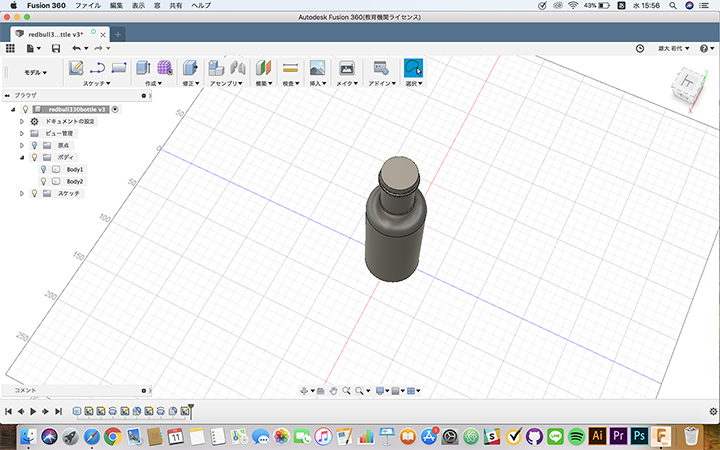 Fusion 360 ファイル 編集 表示 窓 共有 ヘルプ 43% あ 水 15:56
Autodesk Fusion 360(教育機関ライセンス)
redbull3...ttle v3*
モデル▼ スケッチ▼ 作成▼ 修正▼ アセンブリ▼ 構築▼ 検査▼ 挿入▼ メイク▼ アドイン▼ 選択▼
ブラウザ
redbull330bottle v3
ドキュメントの設定
ビュー管理
原点
ボディ
Body1
Body2
スケッチ
50
0
50
100
150
200
250
上
X
コメント
11
LINE
Ai Pr Ps F